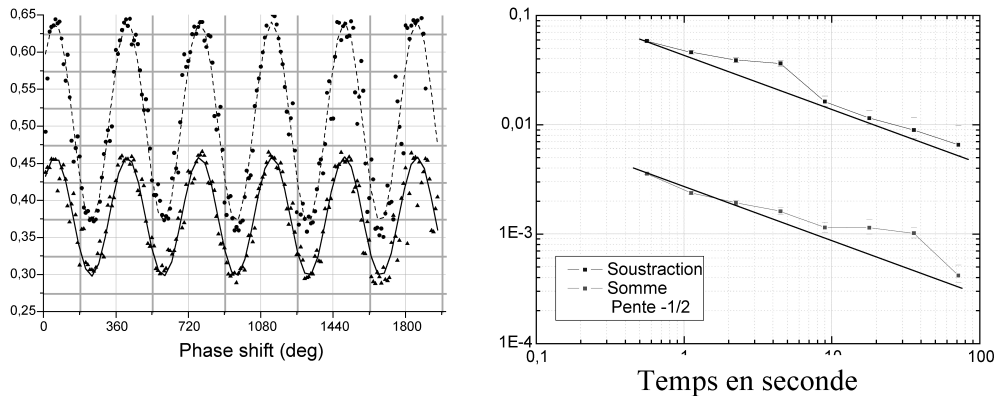 0,65
0,60
0,55
0,50
0,45
0,40
0,35
0,30
0,25
0 360 720 1080 1440 1800
Phase shift (deg)
0,1
0,01
1E-3
1E-4
0,1 1 10 100
Soustraction
Somme
Pente -1/2
Temps en seconde